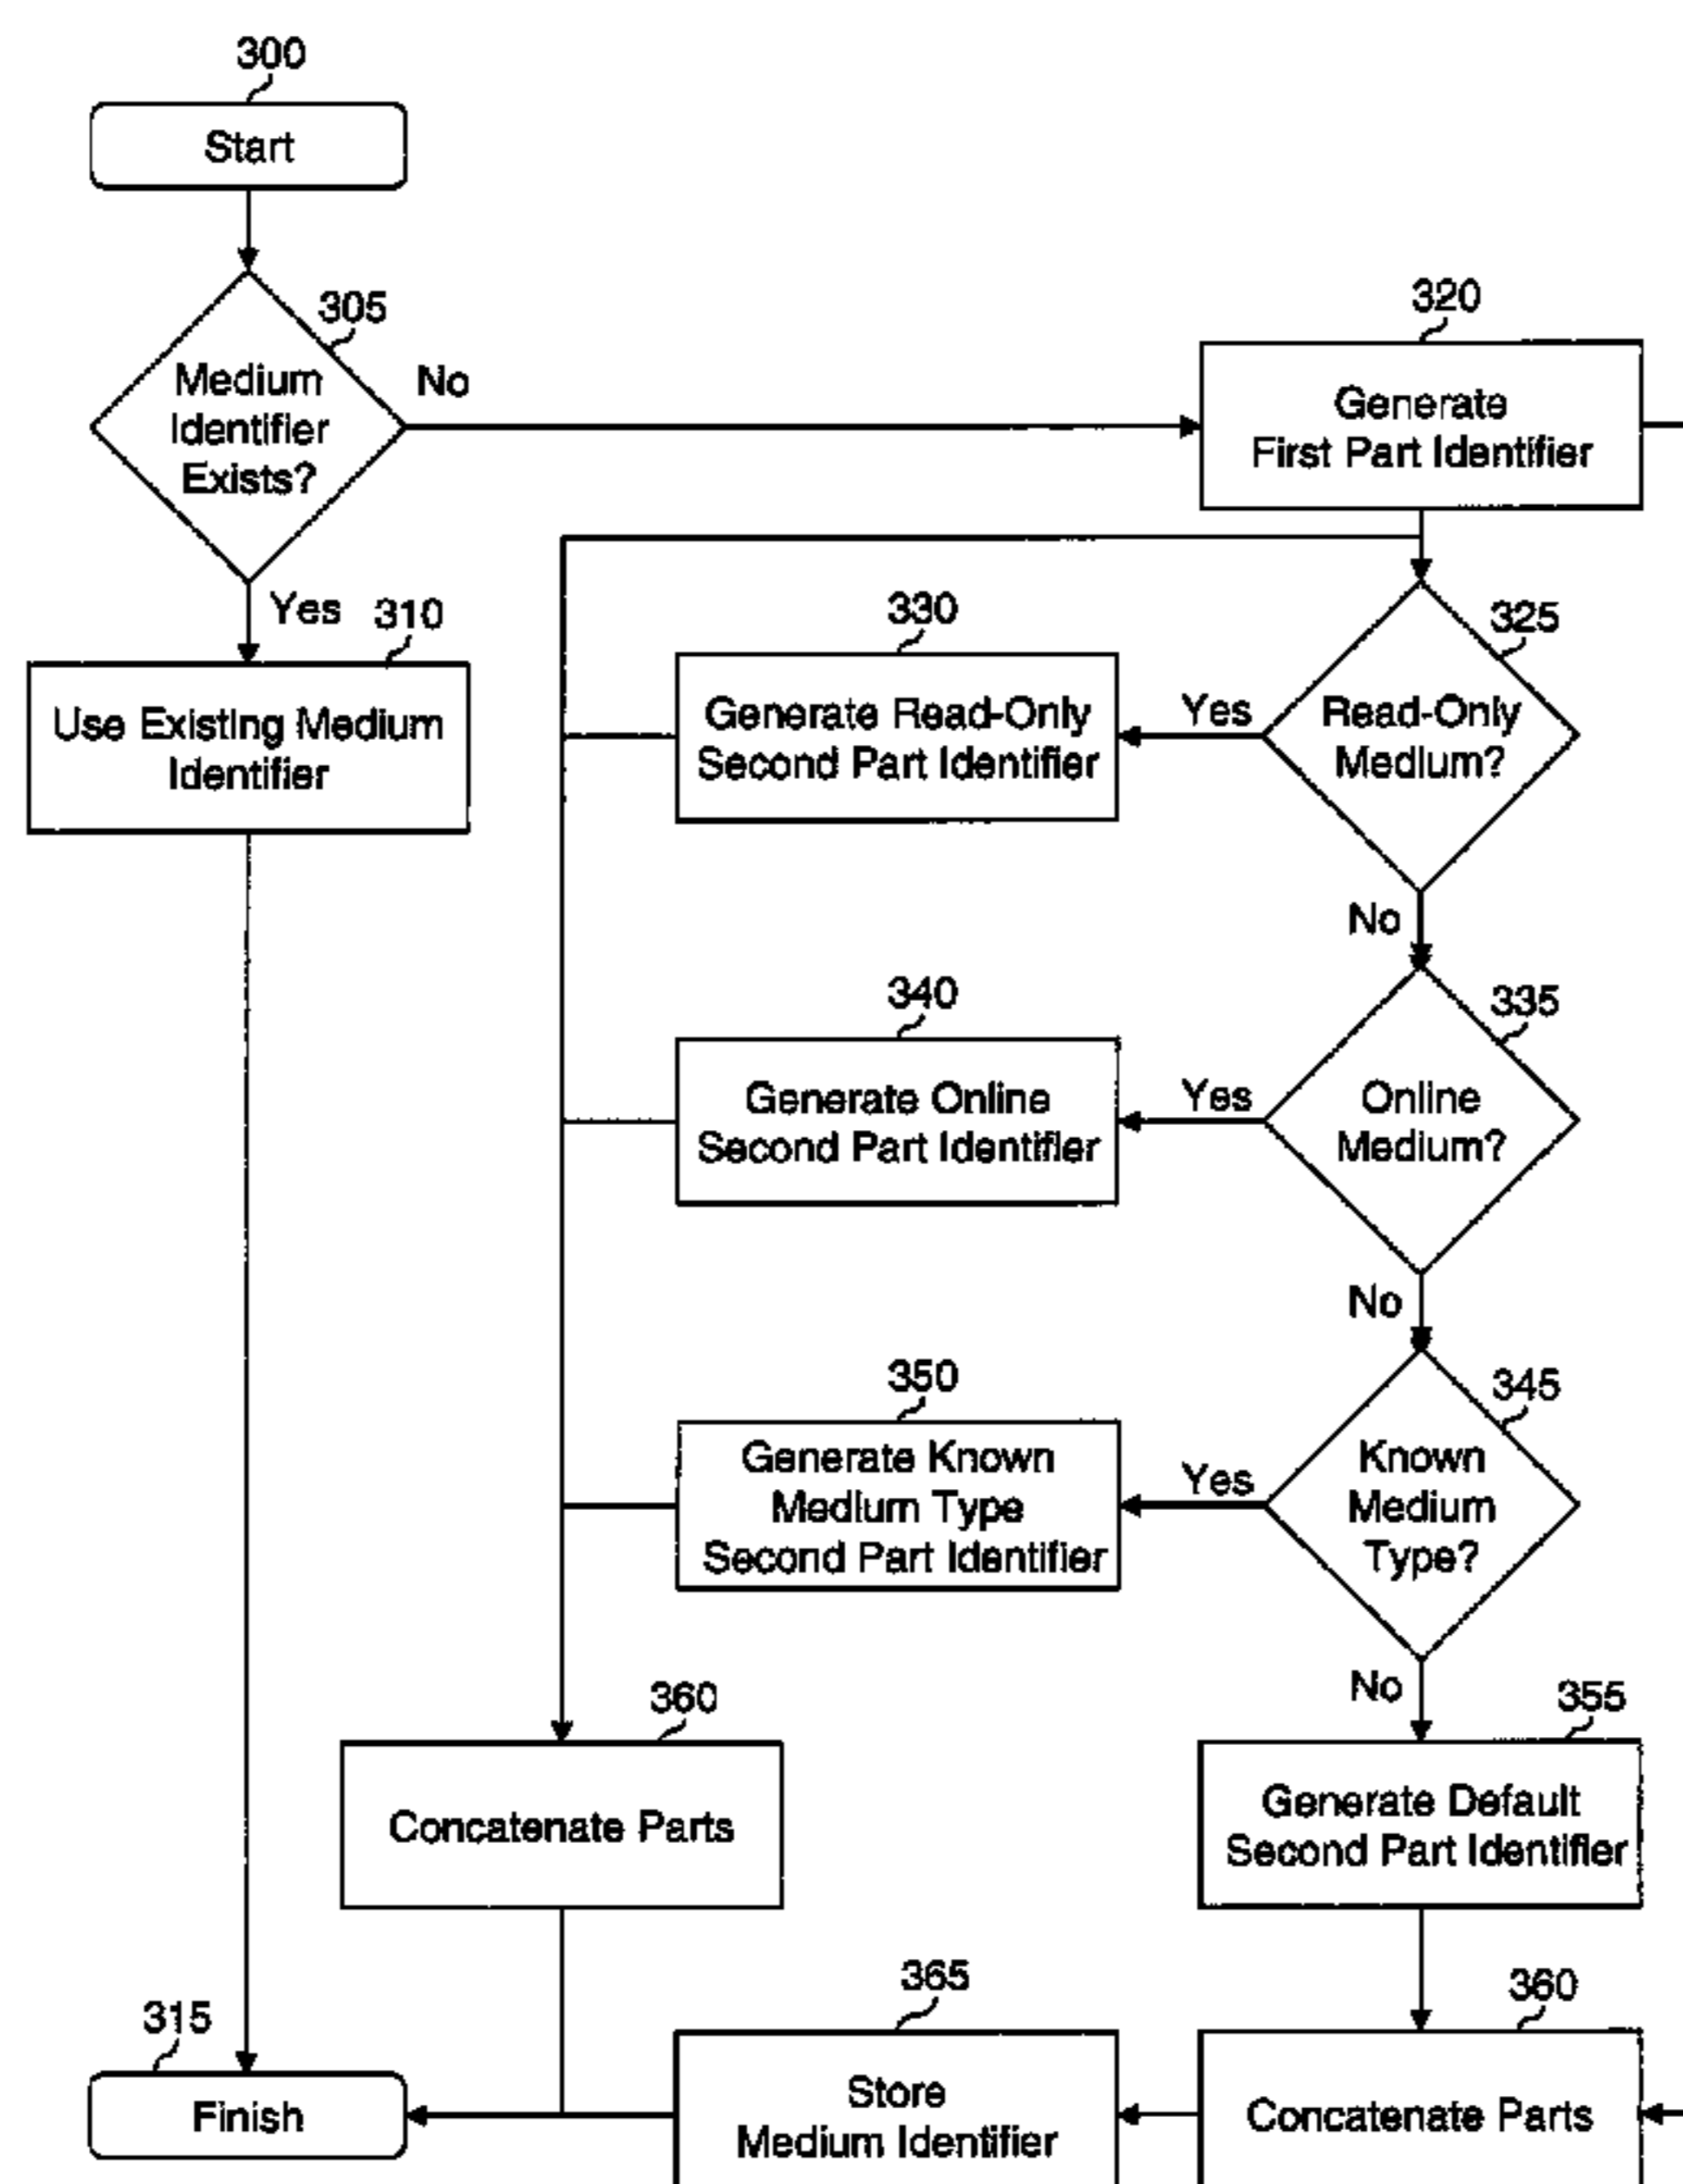 300
Start
305
Medium
Identifier
Exists?
No
Yes
310
Use Existing Medium
Identifier
320
Generate
First Part Identifier
325
Read-Only
Medium?
Yes
330
Generate Read-Only
Second Part Identifier
No
335
Online
Medium?
Yes
340
Generate Online
Second Part Identifier
No
345
Known
Medium
Type?
Yes
350
Generate Known
Medium Type
Second Part Identifier
No
355
Generate Default
Second Part Identifier
360
Concatenate Parts
360
Concatenate Parts
365
Store
Medium Identifier
315
Finish